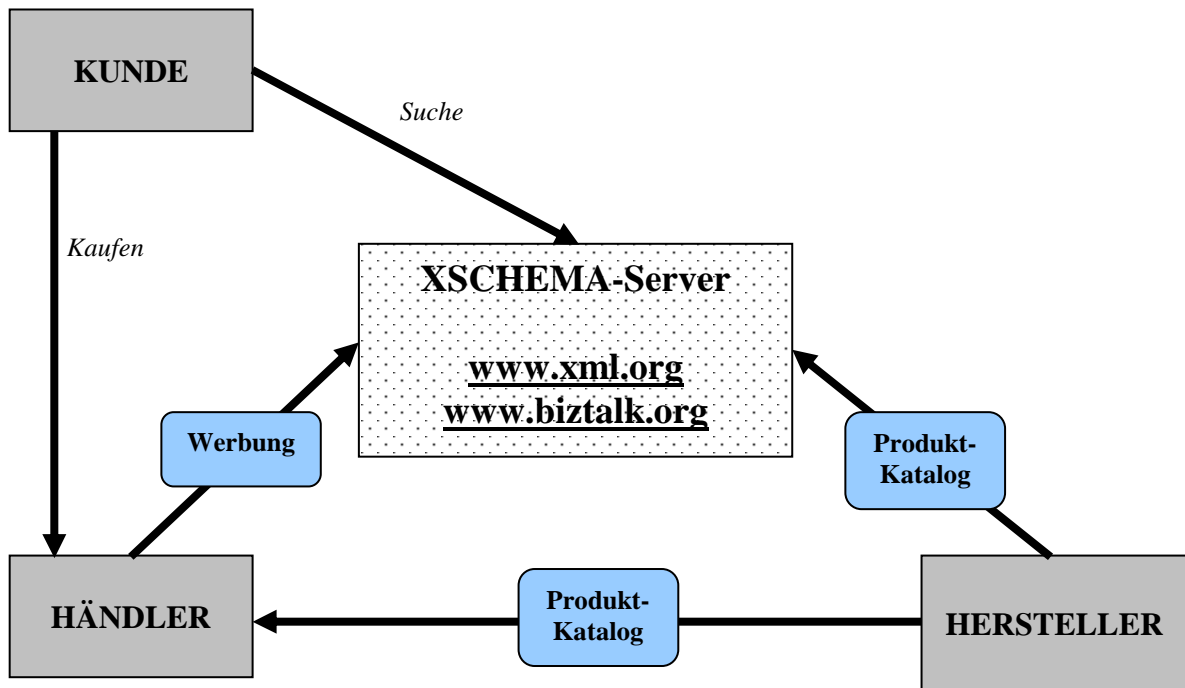 KUNDE
Suche
Kaufen
XSCHEMA-Server
www.xml.org
www.biztalk.org
Werbung
Produkt-
Katalog
HÄNDLER
Produkt-
Katalog
HERSTELLER